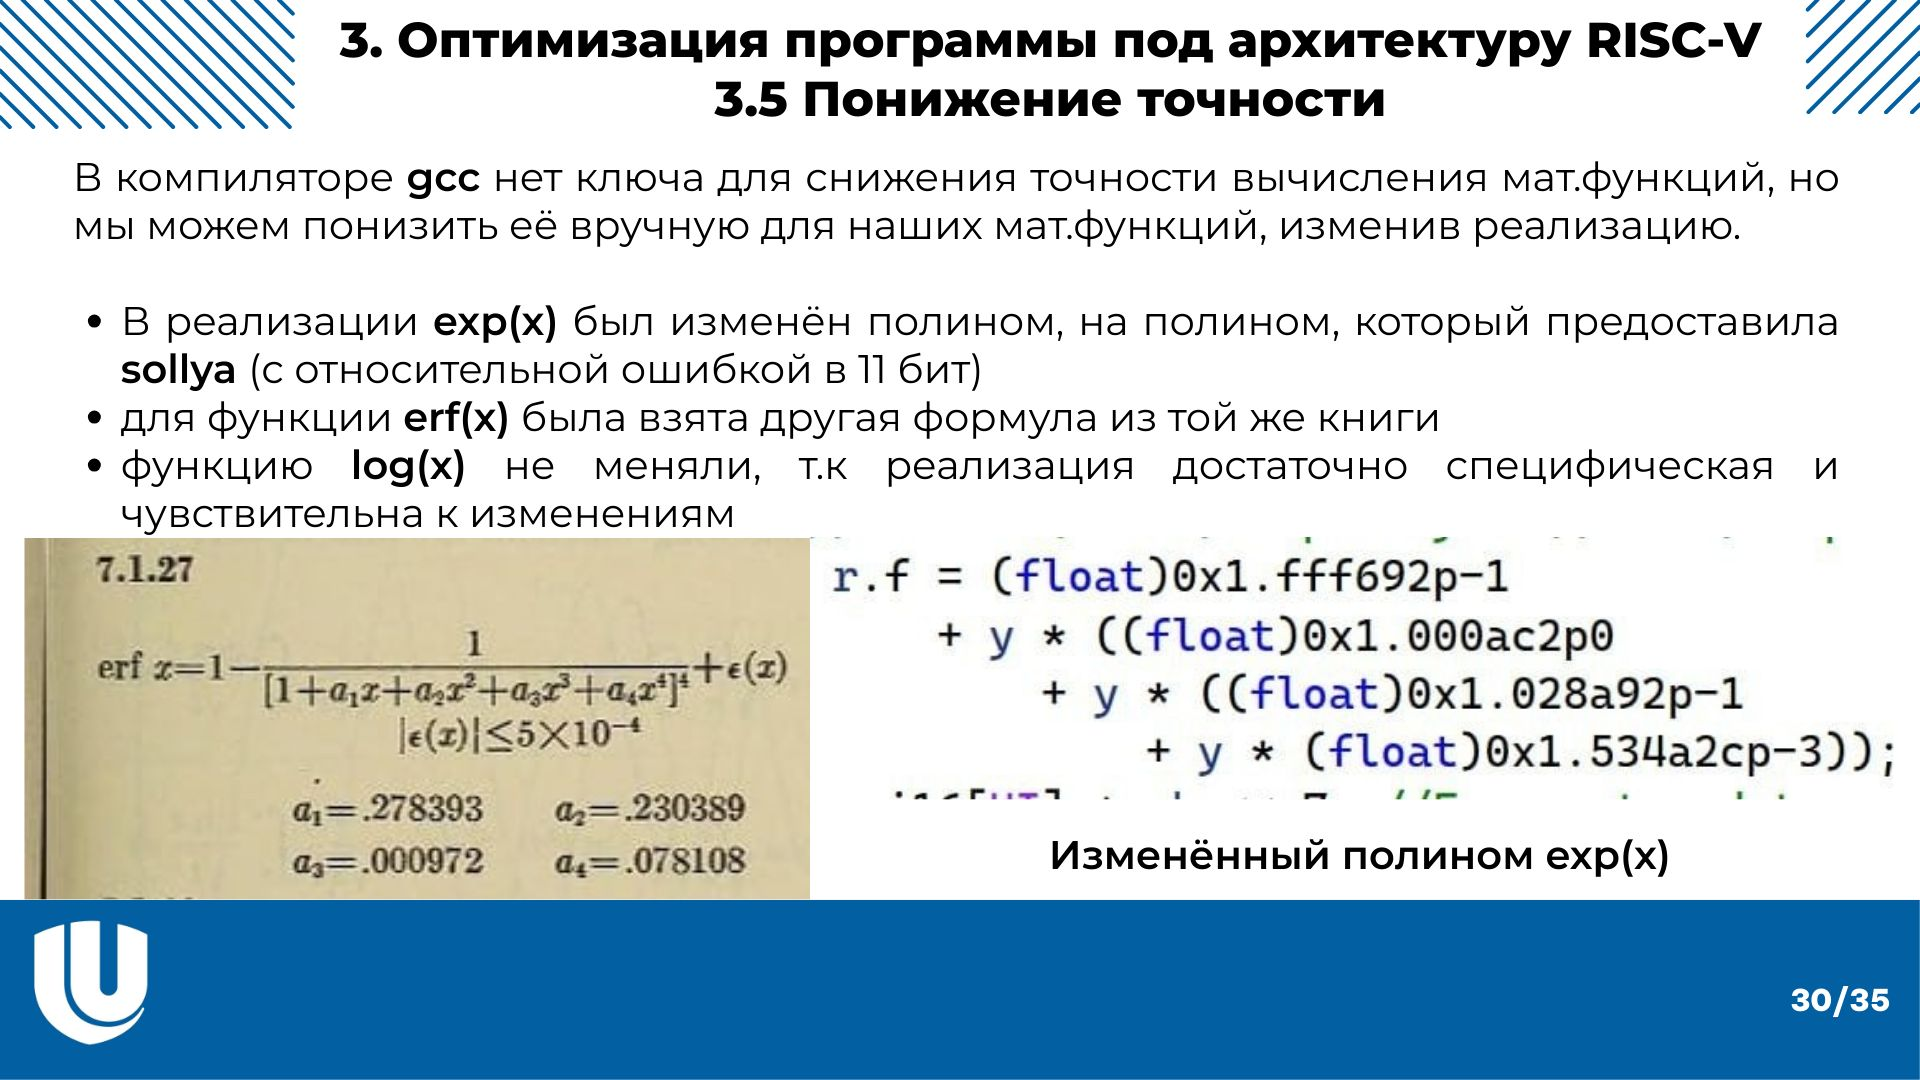 3. Оптимизация программы под архитектуру RISC-V
3.5 Понижение точности
В компиляторе gcc нет ключа для снижения точности вычисления мат.функций, но
мы можем понизить её вручную для наших мат.функций, изменив реализацию.
• В реализации exp(x) был изменён полином, на полином, который предоставила
sollya (с относительной ошибкой в 11 бит)
• для функции erf(x) была взята другая формула из той же книги
• функцию log(x) не меняли, т.к реализация достаточно специфическая и
чувствительна к изменениям
7.1.27
erf x=1−1/[1+a₁x+a₂x²+a₃x³+a₄x⁴]⁴+ϵ(x)
|ϵ(x)|≤5×10⁻⁴
a₁=.278393 a₂=.230389
a₃=.000972 a₄=.078108
r.f = (float)0x1.fff692p-1
+ y * ((float)0x1.000ac2p0
+ y * ((float)0x1.028a92p-1
+ y * (float)0x1.534a2cp-3));
Изменённый полином exp(x)
30/35